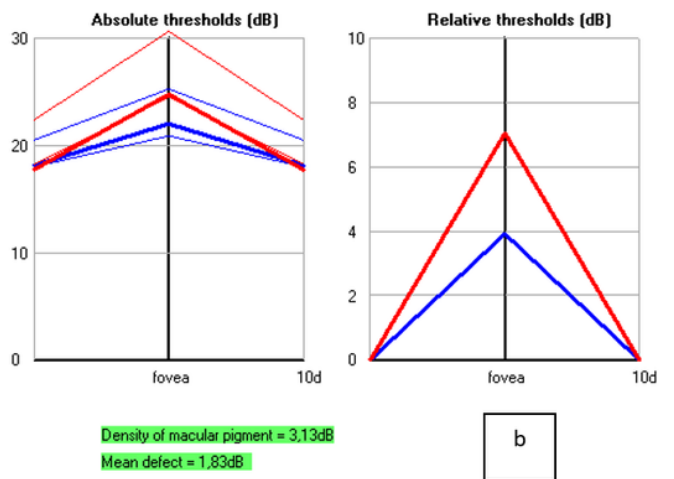 Absolute thresholds (dB)
30
20
10
0
fovea
10d
Relative thresholds (dB)
10
8
6
4
2
0
fovea
10d
Density of macular pigment = 3,13dB
Mean defect = 1,83dB
b